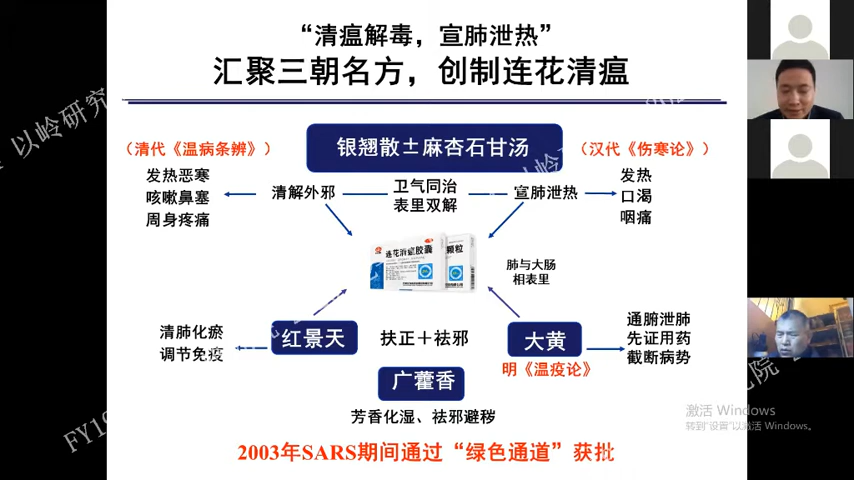 “清瘟解毒，宣肺泄热”
汇聚三朝名方，创制连花清瘟
以岭研究
（清代《温病条辨》）
银翘散±麻杏石甘汤
（汉代《伤寒论》）
发热恶寒
咳嗽鼻塞
周身疼痛
清解外邪
卫气同治
表里双解
宣肺泄热
发热
口渴
咽痛
连花清瘟胶囊
颗粒
肺与大肠
相表里
清肺化瘀
调节免疫
红景天
扶正＋祛邪
大黄
通腑泄肺
先证用药
截断病势
明《温疫论》
广藿香
芳香化湿、祛邪避秽
2003年SARS期间通过“绿色通道”获批
激活 Windows
转到“设置”以激活 Windows。